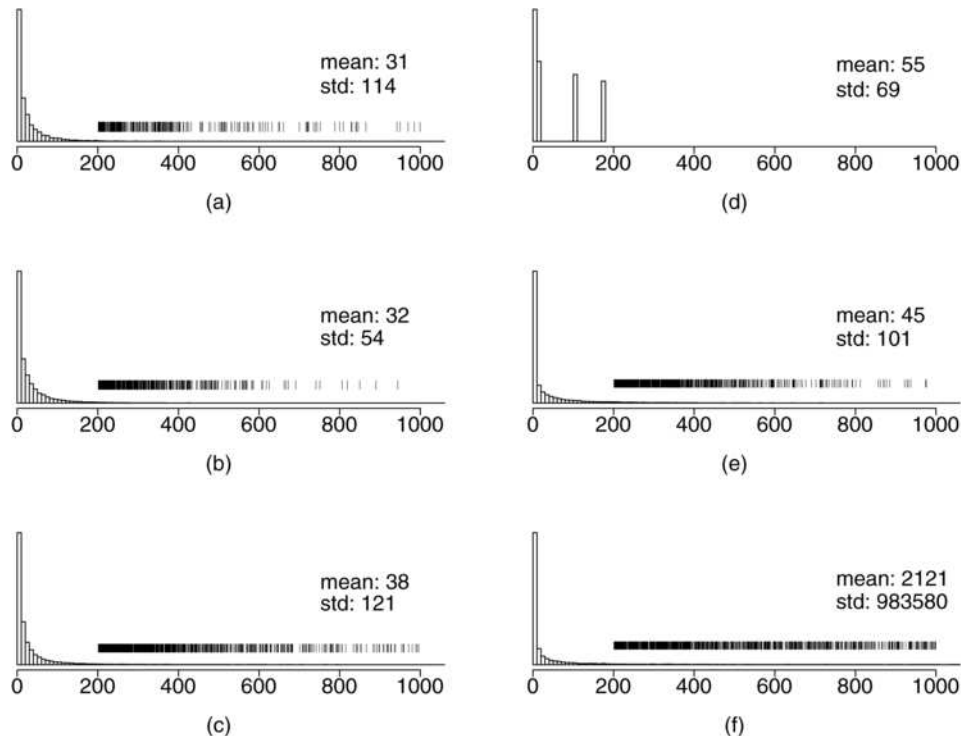 mean: 31
std: 114
0 200 400 600 800 1000
(a)
mean: 55
std: 69
0 200 400 600 800 1000
(d)
mean: 32
std: 54
0 200 400 600 800 1000
(b)
mean: 45
std: 101
0 200 400 600 800 1000
(e)
mean: 38
std: 121
0 200 400 600 800 1000
(c)
mean: 2121
std: 983580
0 200 400 600 800 1000
(f)